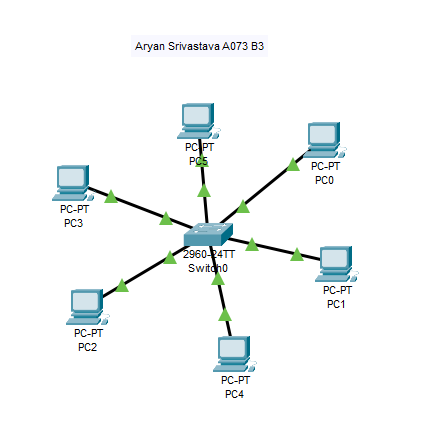 Aryan Srivastava A073 B3
PC-PT
PC5
PC-PT
PC0
PC-PT
PC3
2960-24TT
Switch0
PC-PT
PC1
PC-PT
PC2
PC-PT
PC4